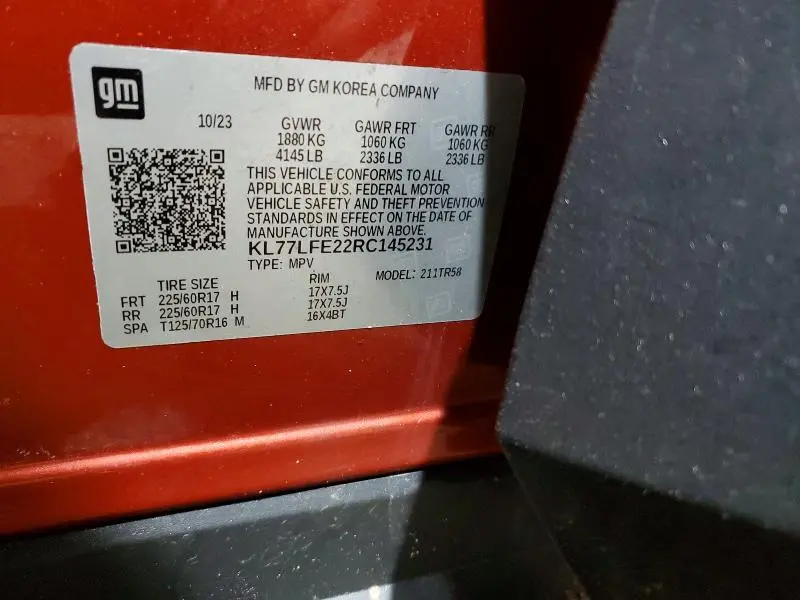 gm
MFD BY GM KOREA COMPANY
10/23 GVWR GAWR FRT GAWR RR
1880 KG 1060 KG 1060 KG
4145 LB 2336 LB 2336 LB
THIS VEHICLE CONFORMS TO ALL
APPLICABLE U.S. FEDERAL MOTOR
VEHICLE SAFETY AND THEFT PREVENTION
STANDARDS IN EFFECT ON THE DATE OF
MANUFACTURE SHOWN ABOVE.
KL77LFE22RC145231
TYPE: MPV MODEL: 211TR58
TIRE SIZE RIM
FRT 225/60R17 H 17X7.5J
RR 225/60R17 H 17X7.5J
SPA T125/70R16 M 16X4BT